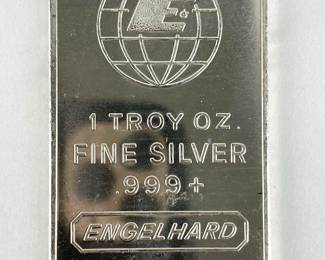 E
1 TROY OZ.
FINE SILVER
.999+
ENGELHARD